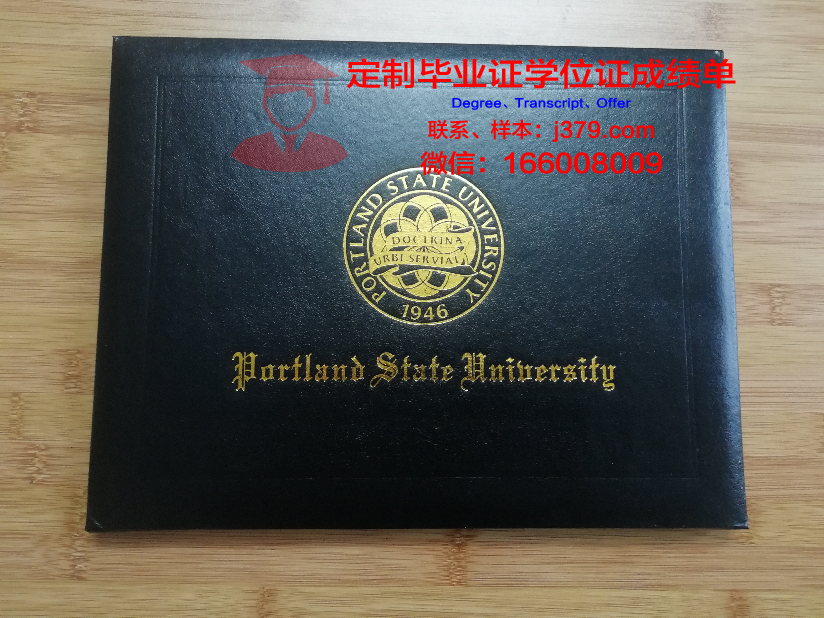 定制毕业证学位证成绩单
Degree、Transcript、Offer
联系、样本：j379.com
微信：166008009
PORTLAND STATE UNIVERSITY
DOCTRINA
URBI SERVIAT
1946
Portland State University